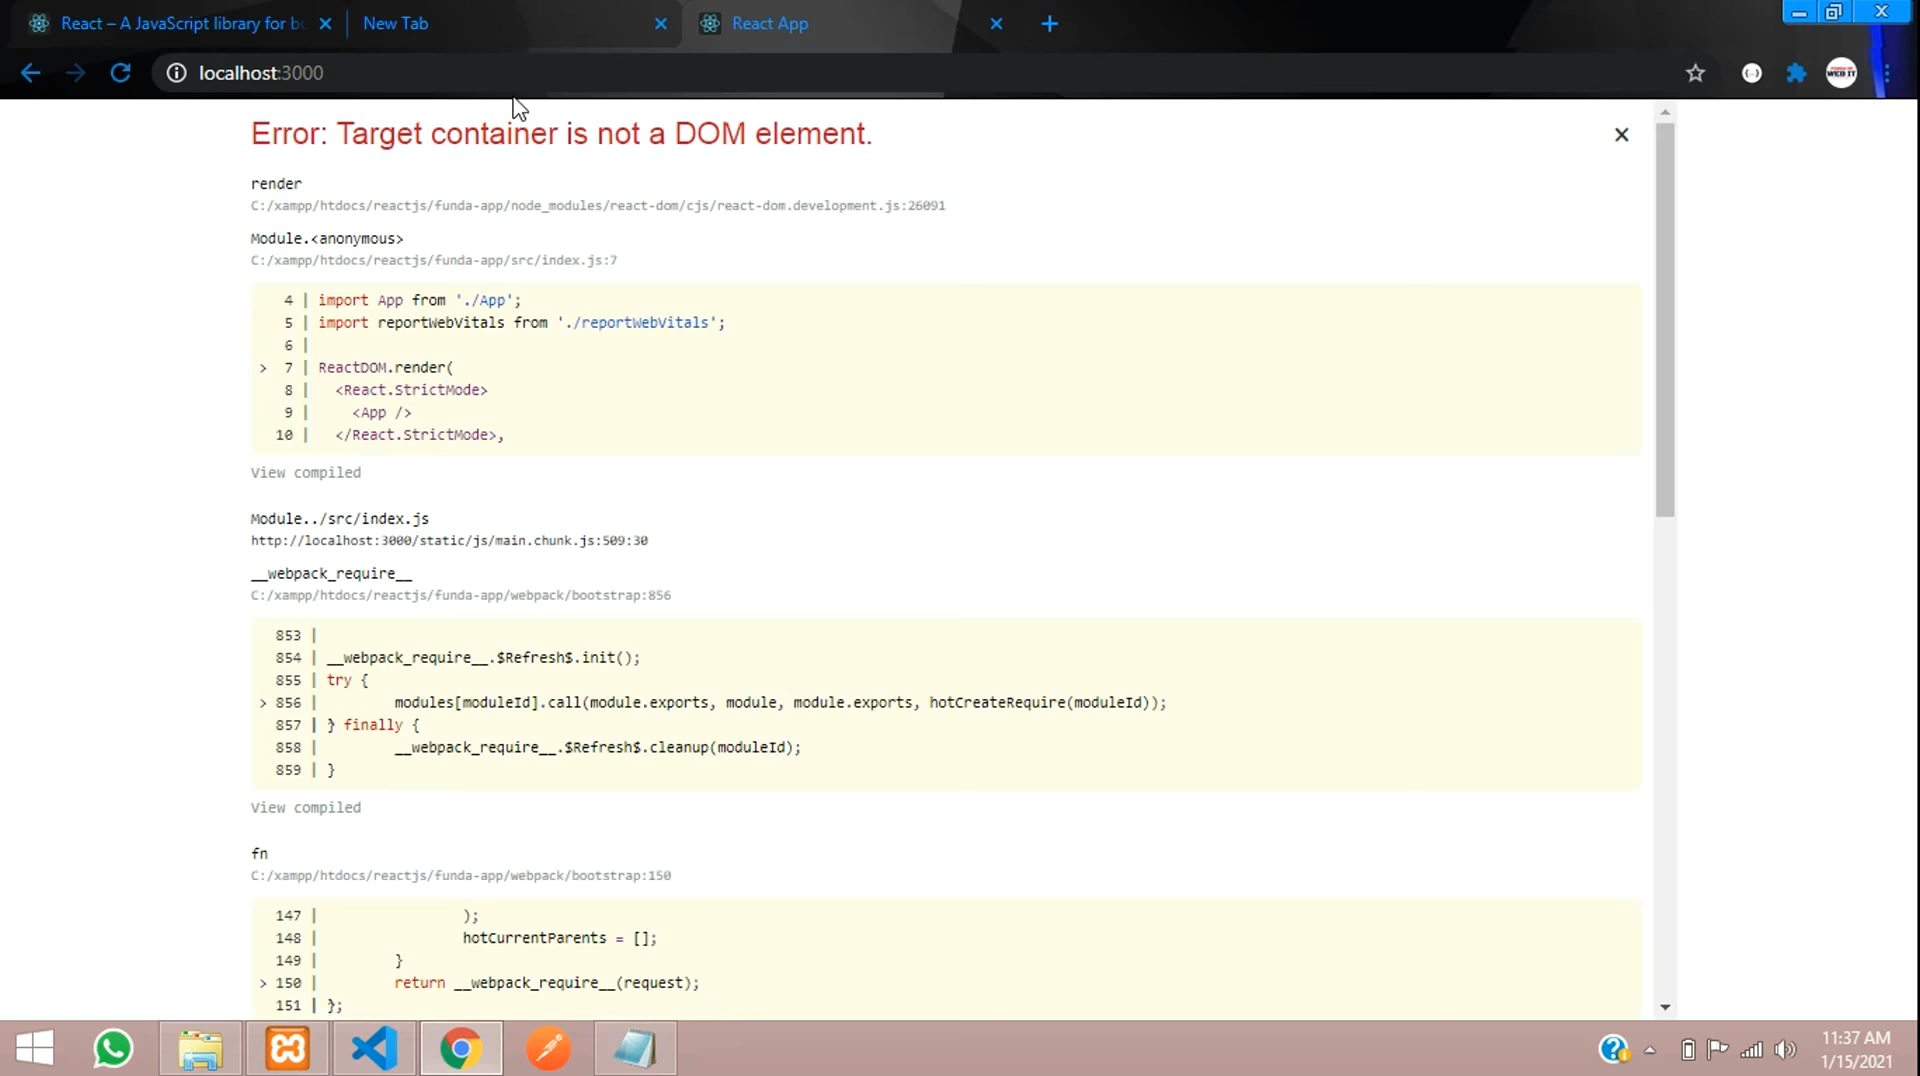 React – A JavaScript library for bu
New Tab
React App
localhost:3000
WEB IT
Error: Target container is not a DOM element.
render
C:/xampp/htdocs/reactjs/funda-app/node_modules/react-dom/cjs/react-dom.development.js:26091
Module.<anonymous>
C:/xampp/htdocs/reactjs/funda-app/src/index.js:7
4 | import App from './App';
5 | import reportWebVitals from './reportWebVitals';
6 |
> 7 | ReactDOM.render(
8 | <React.StrictMode>
9 | <App />
10 | </React.StrictMode>,
View compiled
Module../src/index.js
http://localhost:3000/static/js/main.chunk.js:509:30
__webpack_require__
C:/xampp/htdocs/reactjs/funda-app/webpack/bootstrap:856
853 |
854 | __webpack_require__.$Refresh$.init();
855 | try {
> 856 | modules[moduleId].call(module.exports, module, module.exports, hotCreateRequire(moduleId));
857 | } finally {
858 | __webpack_require__.$Refresh$.cleanup(moduleId);
859 | }
View compiled
fn
C:/xampp/htdocs/reactjs/funda-app/webpack/bootstrap:150
147 | );
148 | hotCurrentParents = [];
149 | }
> 150 | return __webpack_require__(request);
151 | };
11:37 AM
1/15/2021